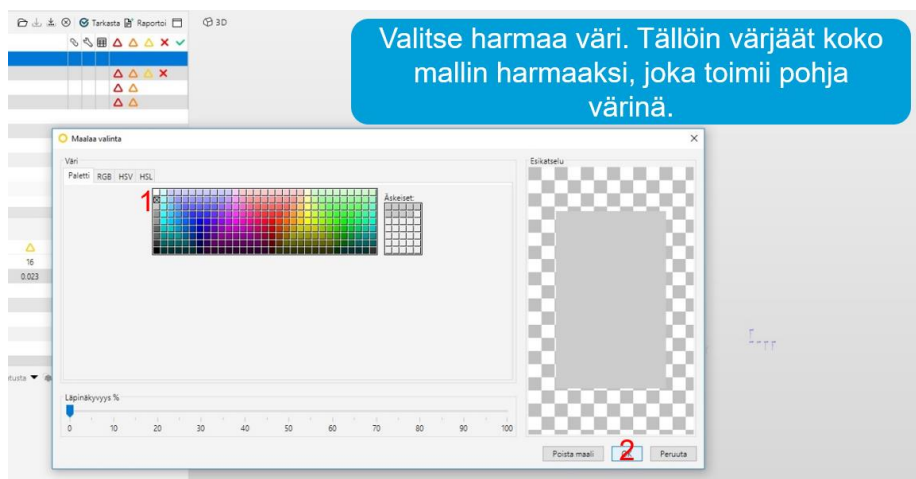 Tarkasta Raportoi 3D
Valitse harmaa väri. Tällöin värjäät koko
mallin harmaaksi, joka toimii pohja
värinä.
Maalaa valinta
Väri
Esikatselu
Paletti RGB HSV HSL
1
Äskeiset:
16
0.023
Läpinäkyvyys %
0 10 20 30 40 50 60 70 80 90 100
Poista maali 2 Peruuta